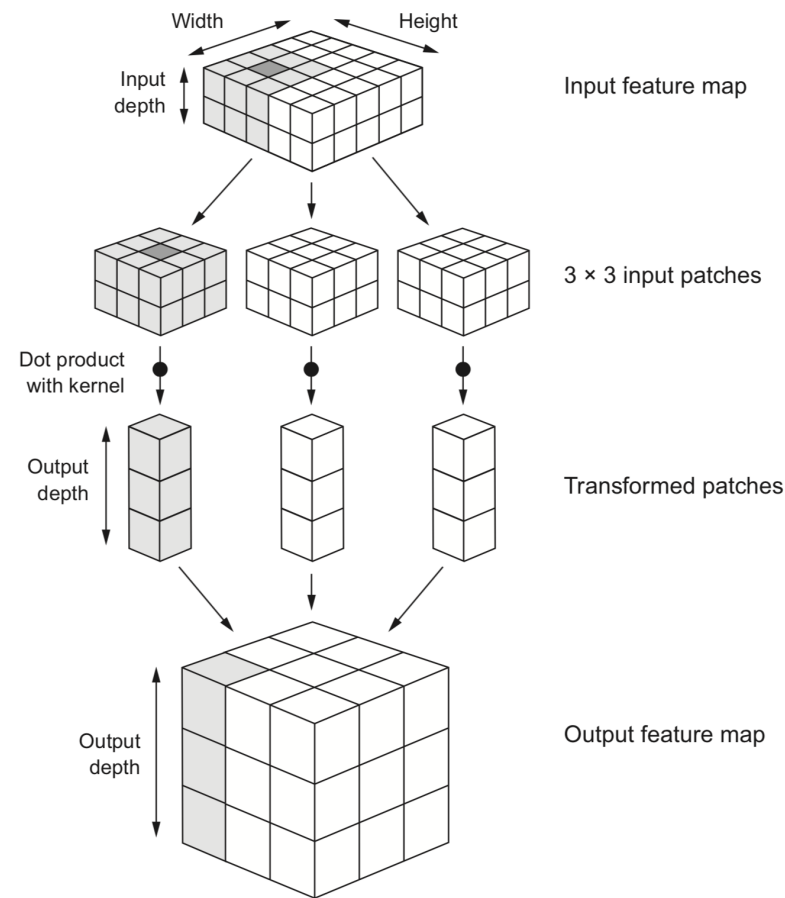 Width
Height
Input
depth
Input feature map
3 × 3 input patches
Dot product
with kernel
Output
depth
Transformed patches
Output
depth
Output feature map